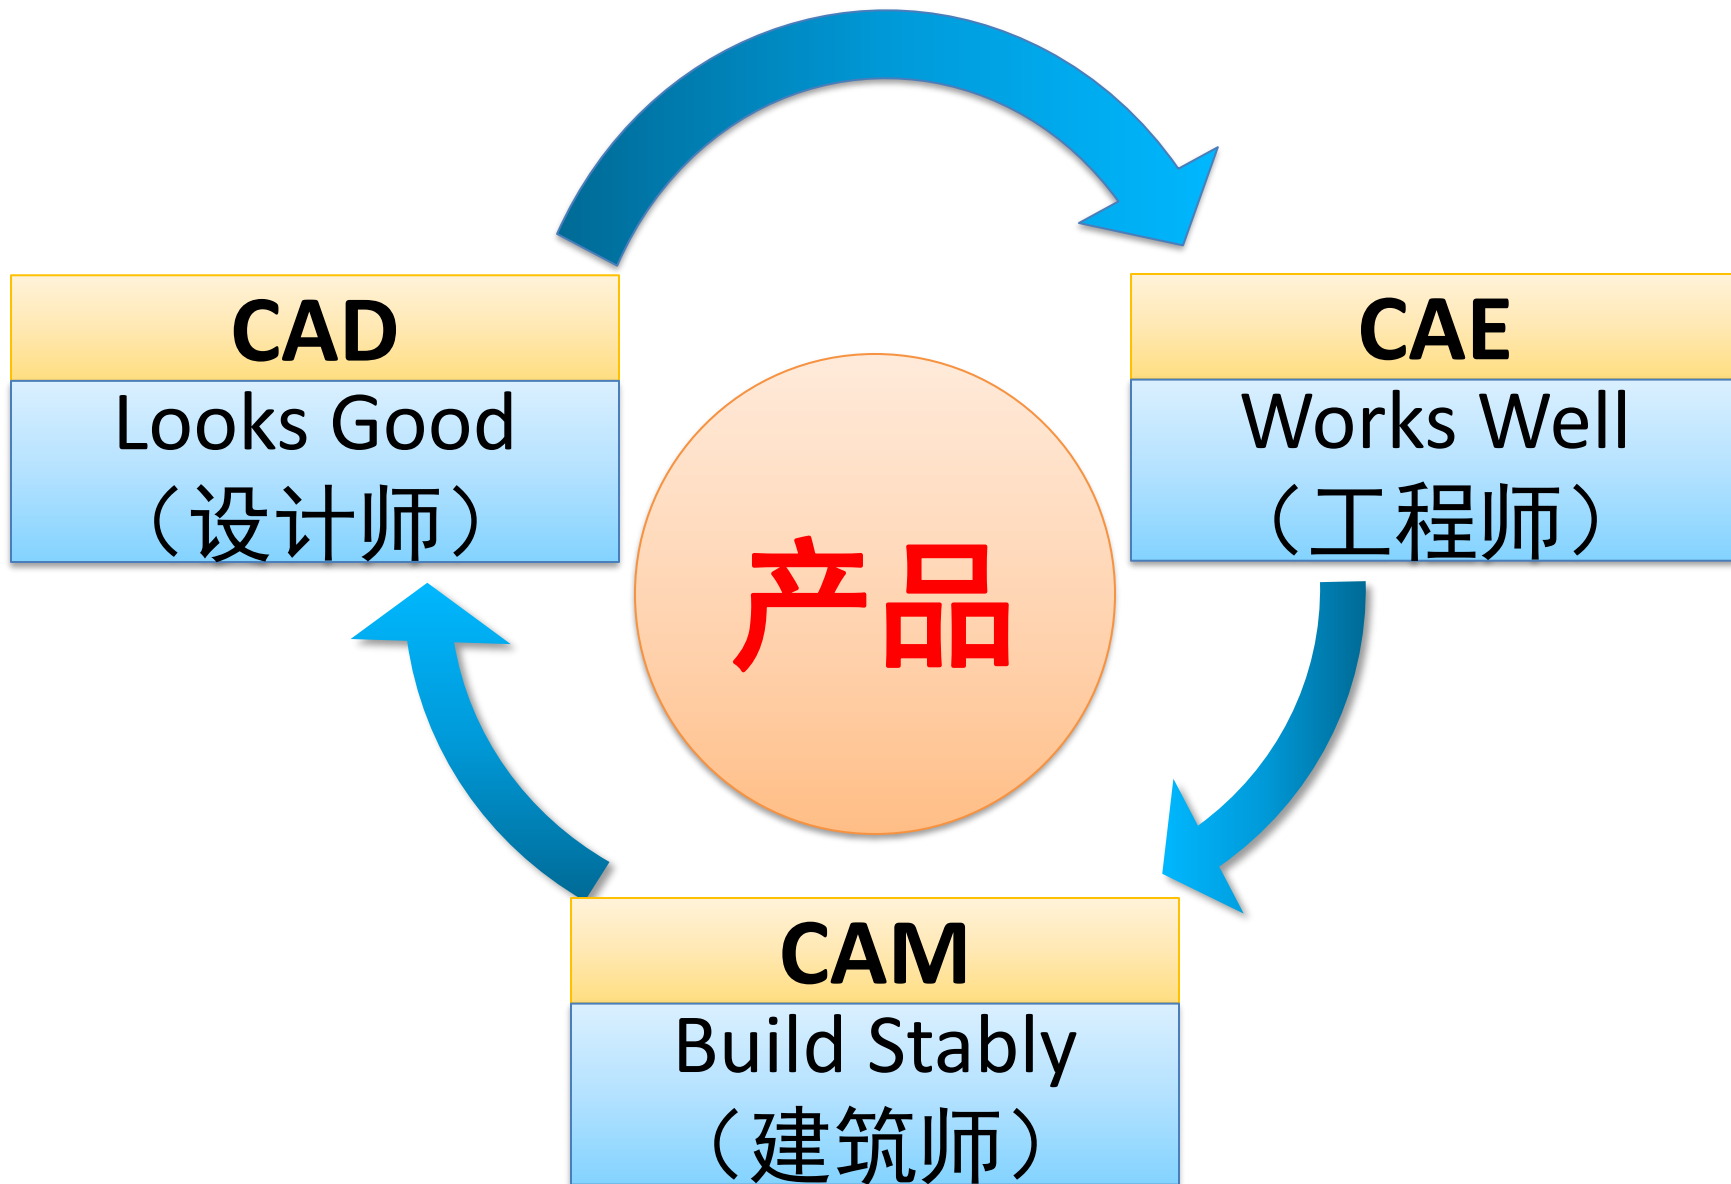 CAD
Looks Good
（设计师）
CAE
Works Well
（工程师）
产品
CAM
Build Stably
（建筑师）